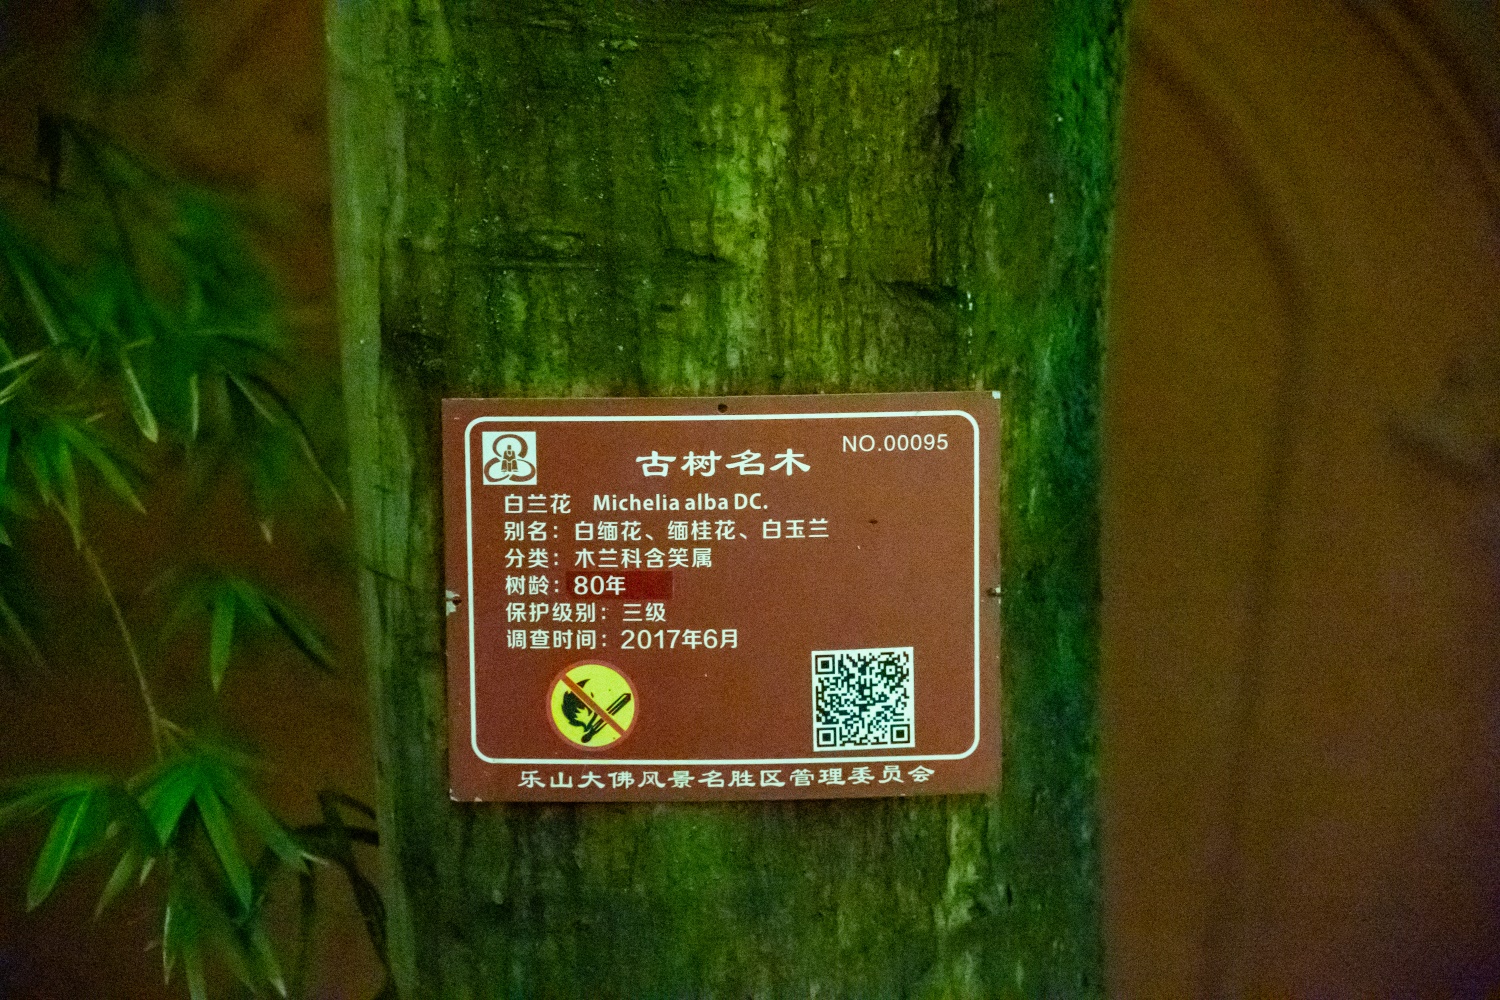 NO.00095
古树名木
白兰花 Michelia alba DC.
别名：白缅花、缅桂花、白玉兰
分类：木兰科含笑属
树龄：80年
保护级别：三级
调查时间：2017年6月
乐山大佛风景名胜区管理委员会